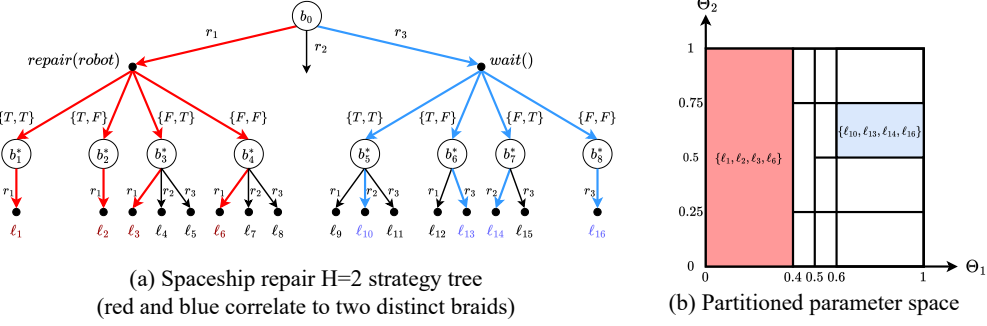 b₀
r₁
r₂
r₃
repair(robot)
wait()
{T,T}
{T,F}
{F,T}
{F,F}
{T,T}
{T,F}
{F,T}
{F,F}
b₁*
b₂*
b₃*
b₄*
b₅*
b₆*
b₇*
b₈*
r₁
r₁
r₁ r₂ r₃
r₁ r₂ r₃
r₁ r₂ r₃
r₁ r₃
r₂ r₃
r₃
ℓ₁ ℓ₂ ℓ₃ ℓ₄ ℓ₅ ℓ₆ ℓ₇ ℓ₈ ℓ₉ ℓ₁₀ ℓ₁₁ ℓ₁₂ ℓ₁₃ ℓ₁₄ ℓ₁₅ ℓ₁₆
(a) Spaceship repair H=2 strategy tree
(red and blue correlate to two distinct braids)
Θ₂
1
0.75
0.5
0.25
0
{ℓ₁,ℓ₂,ℓ₃,ℓ₆}
{ℓ₁₀,ℓ₁₃,ℓ₁₄,ℓ₁₆}
0 0.4 0.5 0.6 1
Θ₁
(b) Partitioned parameter space